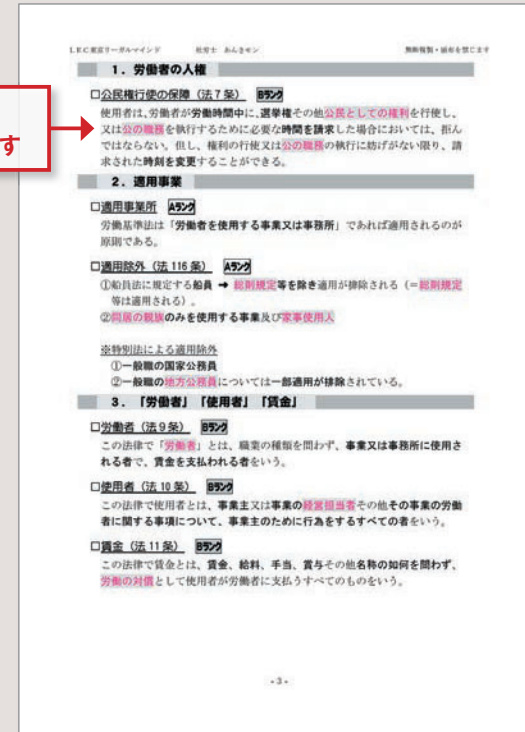 LEC東京リーガルマインド 社労士 あんきモン 無断複製・頒布を禁じます
1．労働者の人権
□公民権行使の保障（法7条） Bランク
使用者は、労働者が労働時間中に、選挙権その他公民としての権利を行使し、
又は公の職務を執行するために必要な時間を請求した場合においては、拒ん
ではならない。但し、権利の行使又は公の職務の執行に妨げがない限り、請
求された時刻を変更することができる。
す
2．適用事業
□適用事業所 Aランク
労働基準法は「労働者を使用する事業又は事務所」であれば適用されるのが
原則である。
□適用除外（法116条） Aランク
①船員法に規定する船員 ➡ 総則規定等を除き適用が排除される（＝総則規定
等は適用される）。
②同居の親族のみを使用する事業及び家事使用人
※特別法による適用除外
①一般職の国家公務員
②一般職の地方公務員については一部適用が排除されている。
3．「労働者」「使用者」「賃金」
□労働者（法9条） Bランク
この法律で「労働者」とは、職業の種類を問わず、事業又は事務所に使用さ
れる者で、賃金を支払われる者をいう。
□使用者（法10条） Bランク
この法律で使用者とは、事業主又は事業の経営担当者その他その事業の労働
者に関する事項について、事業主のために行為をするすべての者をいう。
□賃金（法11条） Bランク
この法律で賃金とは、賃金、給料、手当、賞与その他名称の如何を問わず、
労働の対償として使用者が労働者に支払うすべてのものをいう。
- 3 -